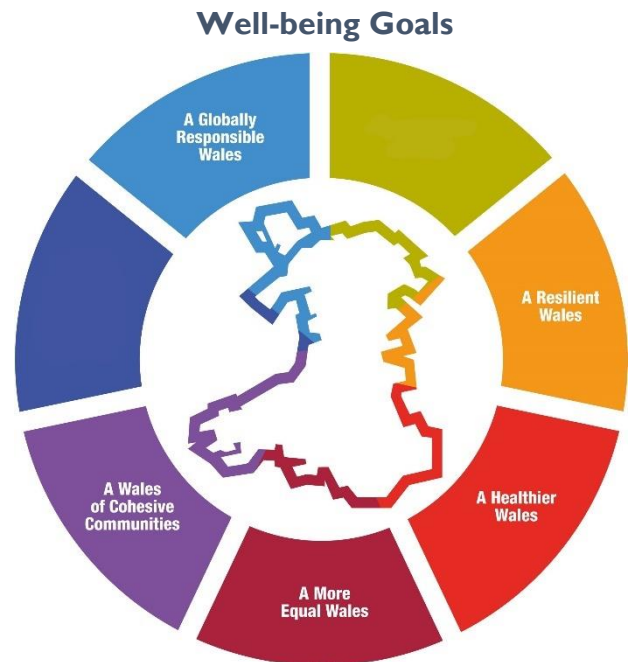 Well-being Goals
A Globally
Responsible
Wales
A Resilient
Wales
A Healthier
Wales
A More
Equal Wales
A Wales
of Cohesive
Communities